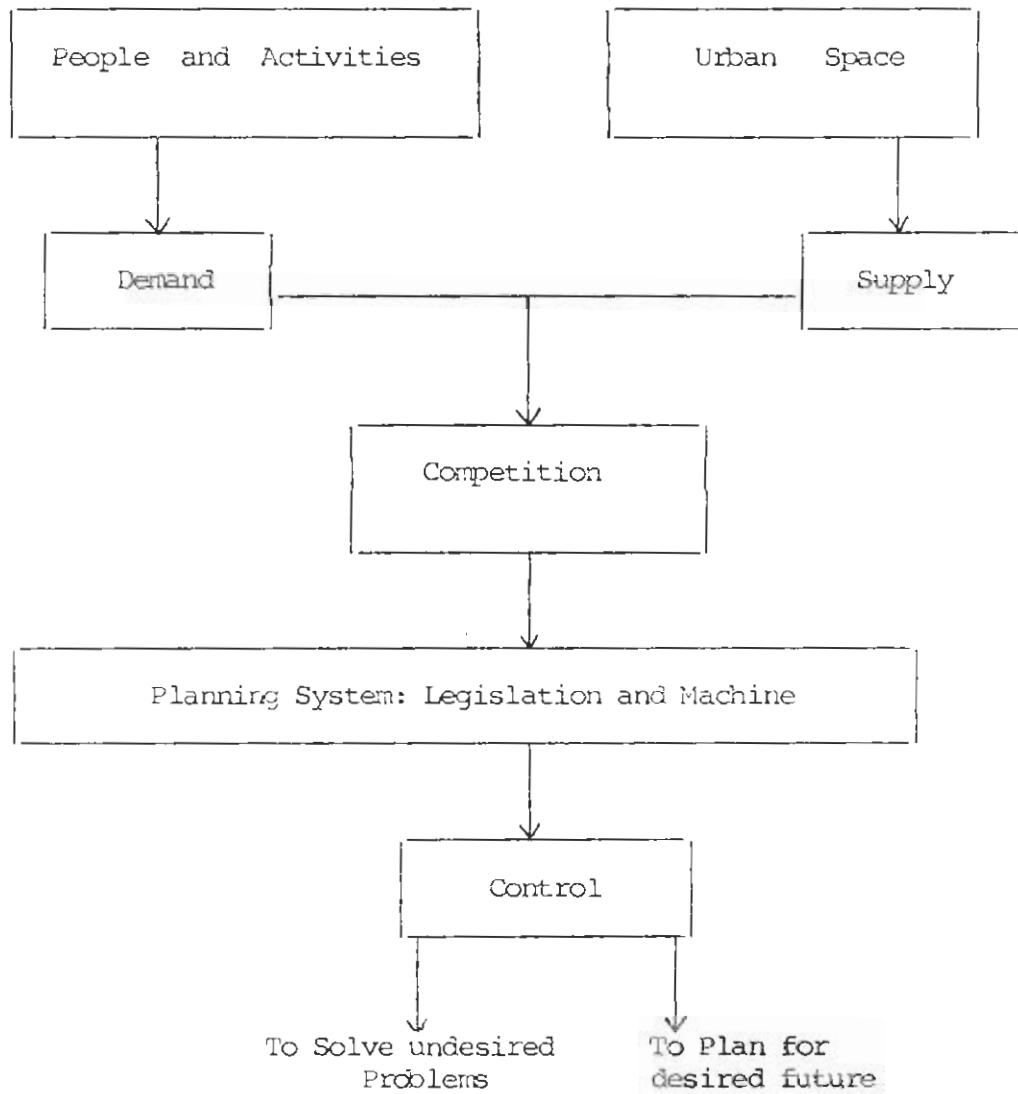 People and Activities
Urban Space
Demand
Supply
Competition
Planning System: Legislation and Machine
Control
To Solve undesired
Problems
To Plan for
desired future